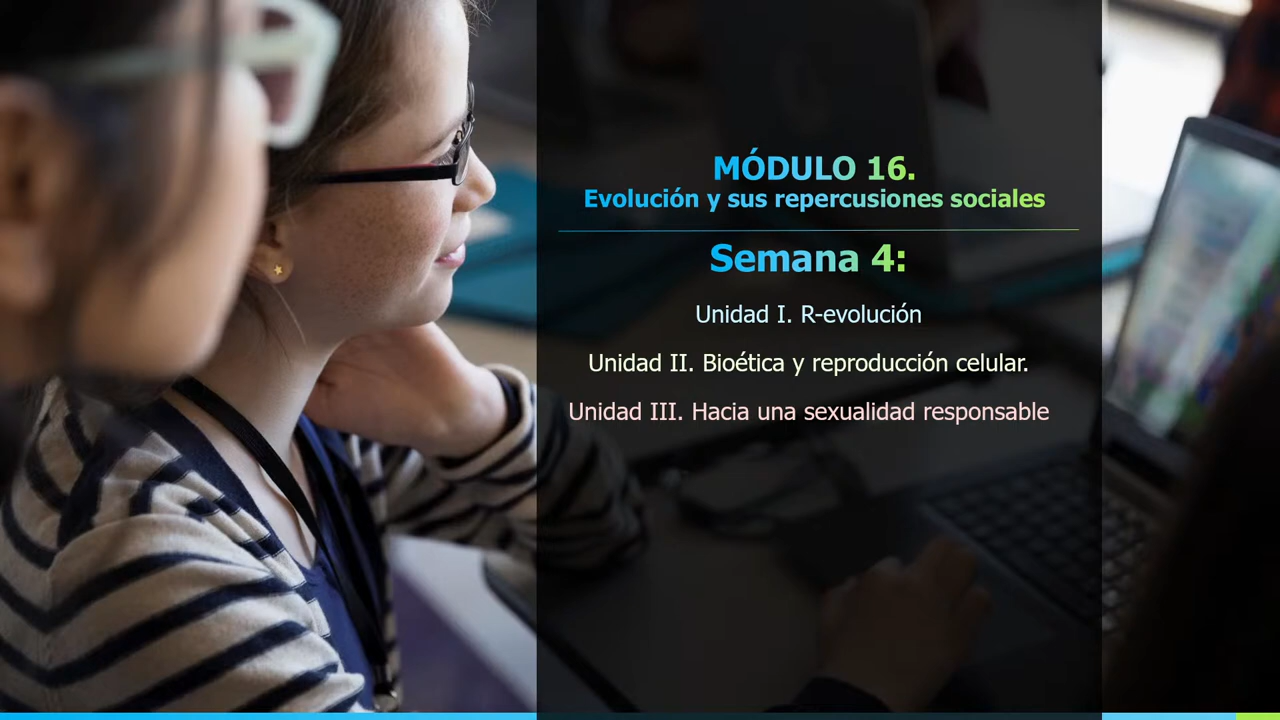 MÓDULO 16.
Evolución y sus repercusiones sociales
Semana 4:
Unidad I. R-evolución
Unidad II. Bioética y reproducción celular.
Unidad III. Hacia una sexualidad responsable